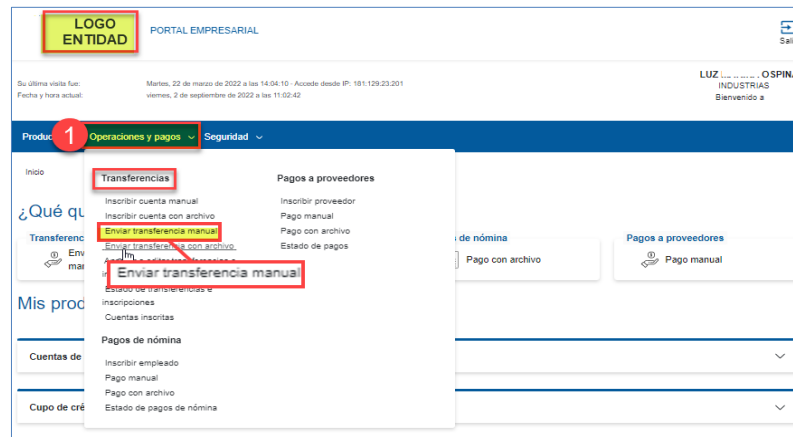 LOGO
ENTIDAD
PORTAL EMPRESARIAL
Su última visita fue: Martes, 22 de marzo de 2022 a las 14:04:10 - Accede desde IP: 181;129:23:201
Fecha y hora actual: viernes, 2 de septiembre de 2022 a las 11:02:42
LUZ OSPINA
INDUSTRIAS
Bienvenido a
1 Operaciones y pagos Seguridad
Inicio
Transferencias
Inscribir cuenta manual
Inscribir cuenta con archivo
Enviar transferencia manual
Enviar transferencia con archivo
Enviar transferencia manual
Estado de transferencias e
inscripciones
Cuentas inscritas
Pagos de nómina
Inscribir empleado
Pago manual
Pago con archivo
Estado de pagos de nómina
Pagos a proveedores
Inscribir proveedor
Pago manual
Pago con archivo
Estado de pagos
¿Qué qu
Transferenc
de nómina
Pago con archivo
Pagos a proveedores
Pago manual
Mis prod
Cuentas de
Cupo de cré